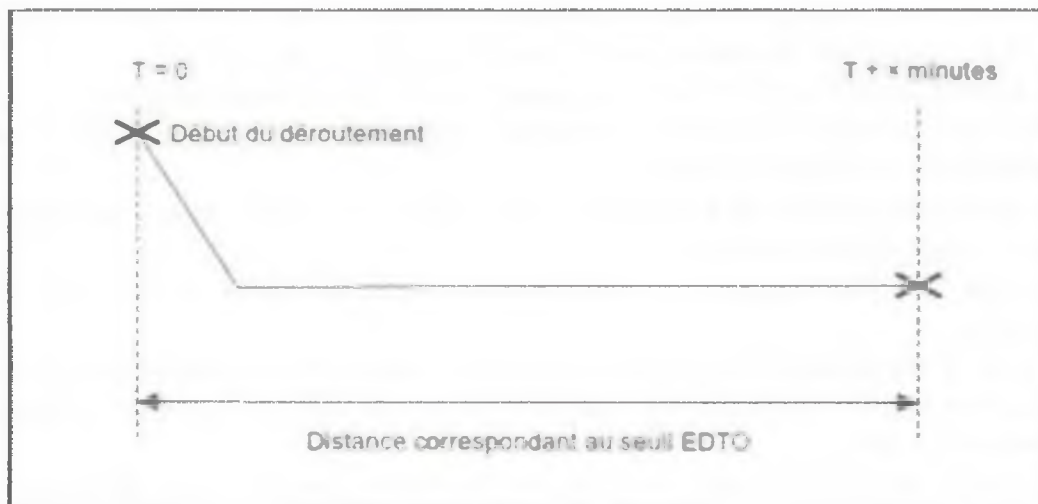 T = 0
T + x minutes
Début du déroutement
Distance correspondant au seuil EDTO